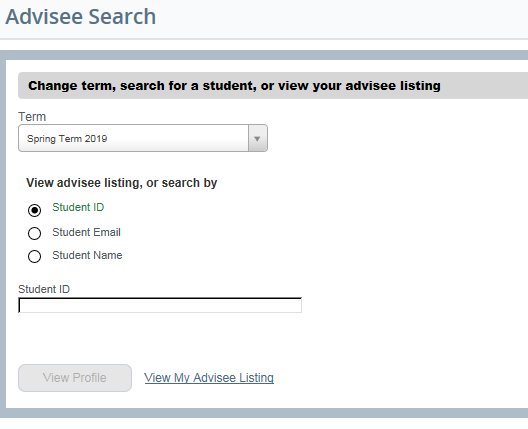 Advisee Search
Change term, search for a student, or view your advisee listing
Term
Spring Term 2019
View advisee listing, or search by
Student ID
Student Email
Student Name
Student ID
View Profile View My Advisee Listing